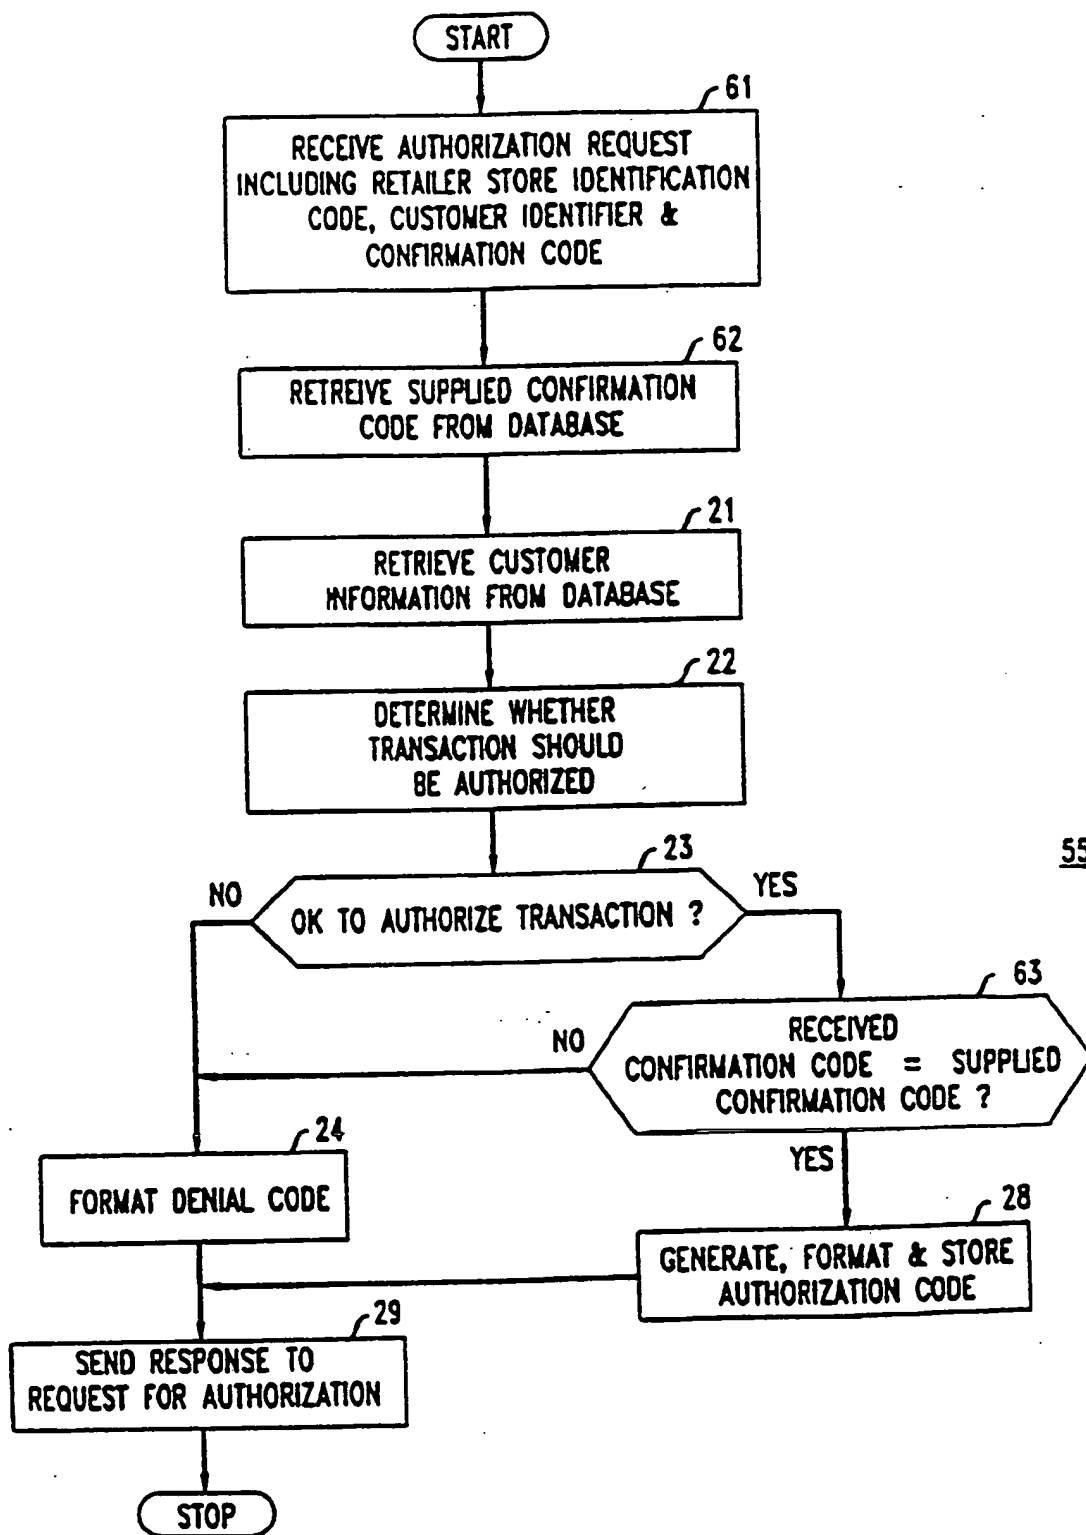 START
61
RECEIVE AUTHORIZATION REQUEST
INCLUDING RETAILER STORE IDENTIFICATION
CODE, CUSTOMER IDENTIFIER &
CONFIRMATION CODE
62
RETREIVE SUPPLIED CONFIRMATION
CODE FROM DATABASE
21
RETRIEVE CUSTOMER
INFORMATION FROM DATABASE
22
DETERMINE WHETHER
TRANSACTION SHOULD
BE AUTHORIZED
23
NO
YES
OK TO AUTHORIZE TRANSACTION ?
55
63
NO
RECEIVED
CONFIRMATION CODE = SUPPLIED
CONFIRMATION CODE ?
YES
24
FORMAT DENIAL CODE
28
GENERATE, FORMAT & STORE
AUTHORIZATION CODE
29
SEND RESPONSE TO
REQUEST FOR AUTHORIZATION
STOP